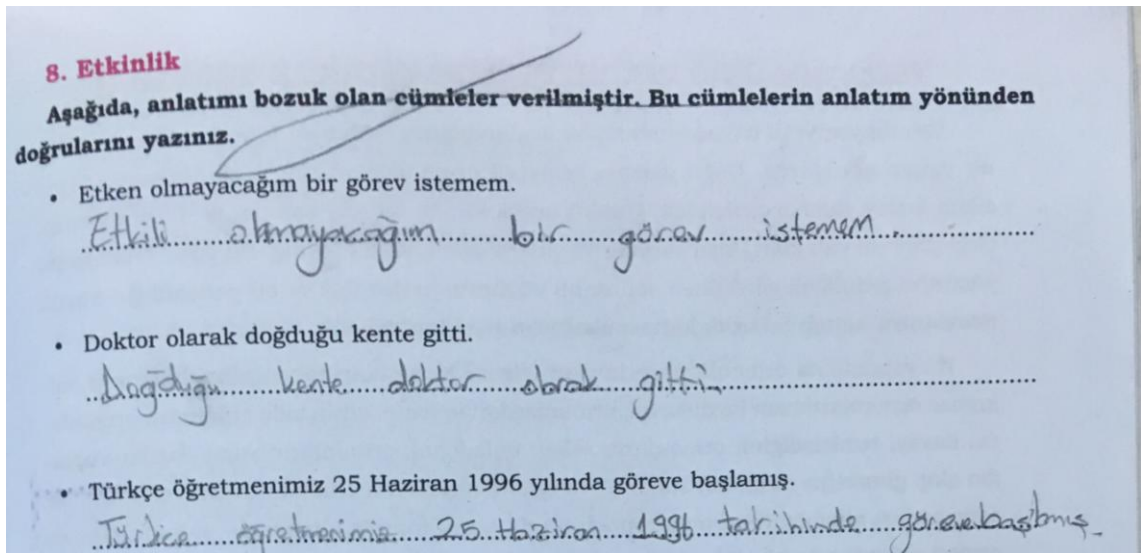 8. Etkinlik
Aşağıda, anlatımı bozuk olan cümleler verilmiştir. Bu cümlelerin anlatım yönünden
doğrularını yazınız.
• Etken olmayacağım bir görev istemem.
Etkili olmayacağım bir görev istemem.
• Doktor olarak doğduğu kente gitti.
Doğduğu kente doktor olarak gitti.
• Türkçe öğretmenimiz 25 Haziran 1996 yılında göreve başlamış.
Türkçe öğretmenimiz 25 Haziran 1996 tarihinde göreve başlamış